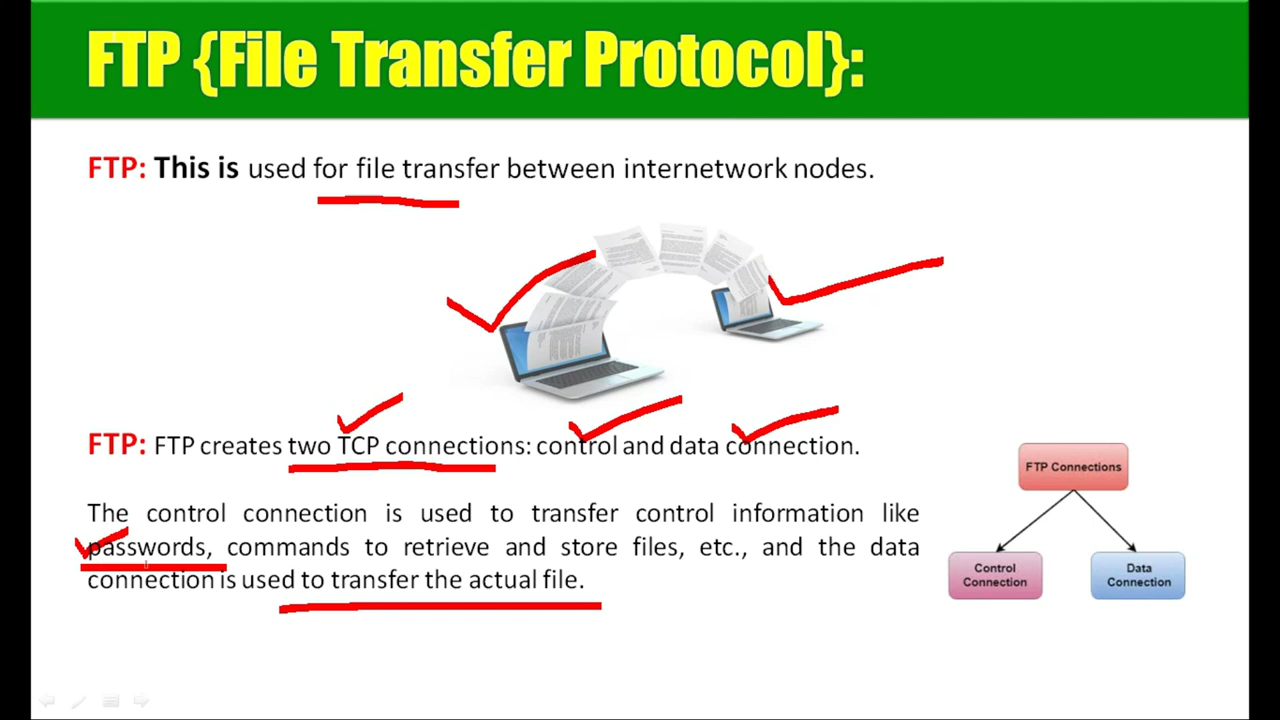 FTP {File Transfer Protocol}:
FTP: This is used for file transfer between internetwork nodes.
FTP: FTP creates two TCP connections: control and data connection.
The control connection is used to transfer control information like
passwords, commands to retrieve and store files, etc., and the data
connection is used to transfer the actual file.
FTP Connections
Control
Connection
Data
Connection